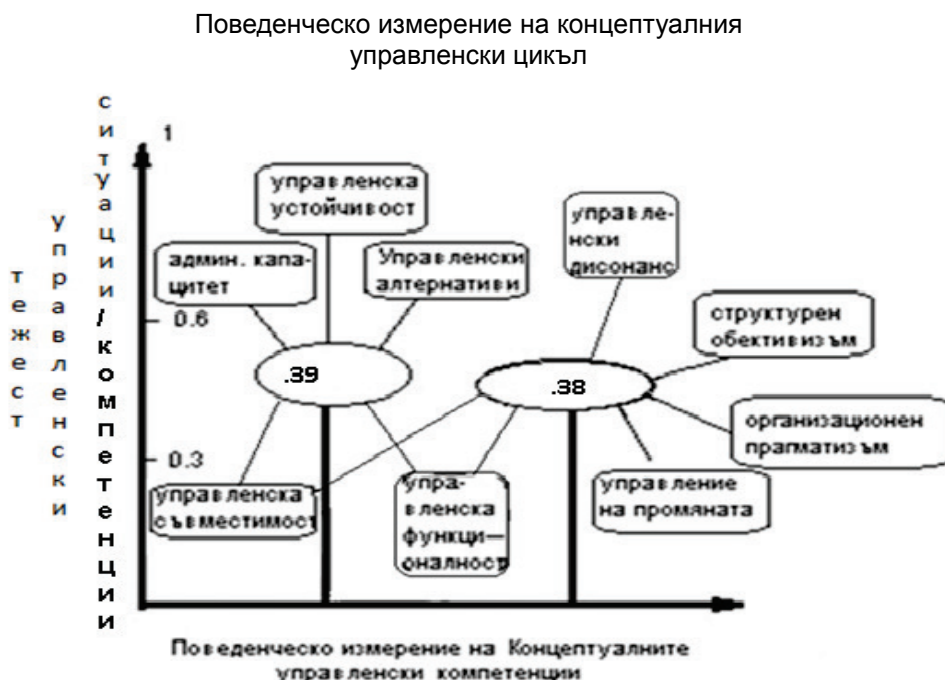 Поведенческо измерение на концептуалния
управленски цикъл
тежест
управленски
ситуации/компетенции
1
управленска
устойчивост
управле-
нски
дисонанс
админ. капа-
цитет
Управленски
алтернативи
0.6
структурен
обективизъм
.39
.38
организационен
прагматизъм
0.3
управленска
съвместимост
упра-
вленска
функци—
оналност
управление
на промяната
Поведенческо измерение на Концептуалните
управленски компетенции